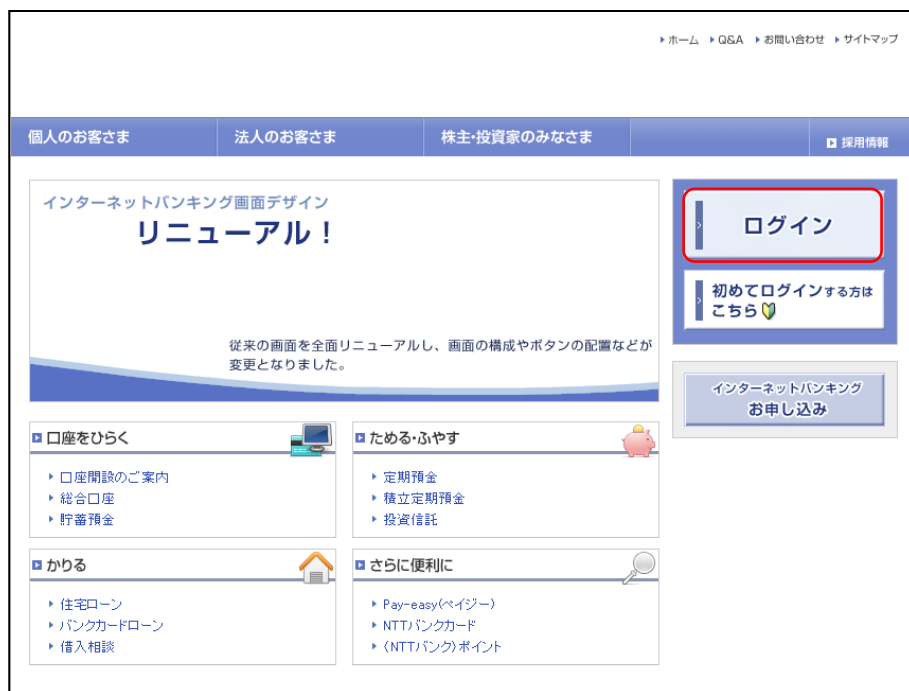 ホーム Q&A お問い合わせ サイトマップ
個人のお客さま 法人のお客さま 株主・投資家のみなさま 採用情報
インターネットバンキング画面デザイン
リニューアル！
従来の画面を全面リニューアルし、画面の構成やボタンの配置などが
変更となりました。
ログイン
初めてログインする方は
こちら
インターネットバンキング
お申し込み
口座をひらく
口座開設のご案内
総合口座
貯蓄預金
ためる・ふやす
定期預金
積立定期預金
投資信託
かりる
住宅ローン
バンクカードローン
借入相談
さらに便利に
Pay-easy(ペイジー)
NTTバンクカード
〈NTTバンク〉ポイント